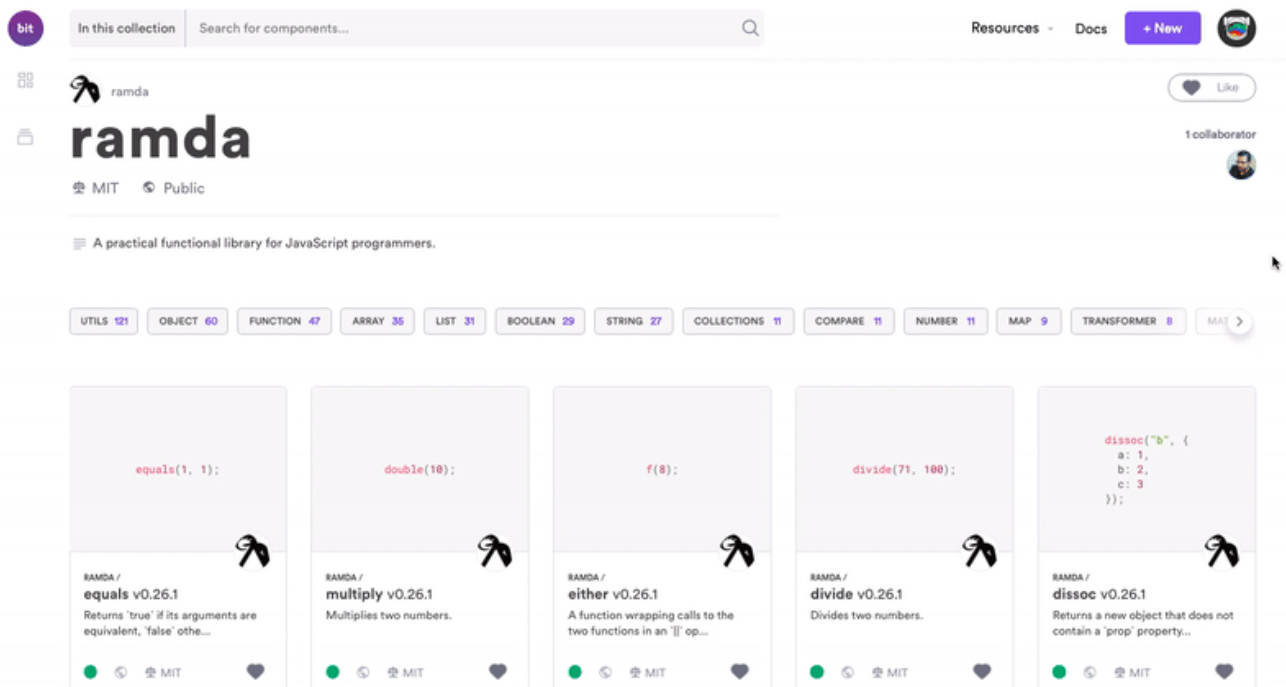 bit
In this collection
Search for components...
Resources
Docs
+ New
ramda
Like
ramda
1 collaborator
MIT
Public
A practical functional library for JavaScript programmers.
UTILS 121
OBJECT 60
FUNCTION 47
ARRAY 35
LIST 31
BOOLEAN 29
STRING 27
COLLECTIONS 11
COMPARE 11
NUMBER 11
MAP 9
TRANSFORMER 8
MAT
equals(1, 1);
RAMDA /
equals v0.26.1
Returns `true` if its arguments are
equivalent, `false` othe...
MIT
double(10);
RAMDA /
multiply v0.26.1
Multiplies two numbers.
MIT
f(8);
RAMDA /
either v0.26.1
A function wrapping calls to the
two functions in an `||` op...
MIT
divide(71, 100);
RAMDA /
divide v0.26.1
Divides two numbers.
MIT
dissoc("b", {
a: 1,
b: 2,
c: 3
});
RAMDA /
dissoc v0.26.1
Returns a new object that does not
contain a `prop` property...
MIT